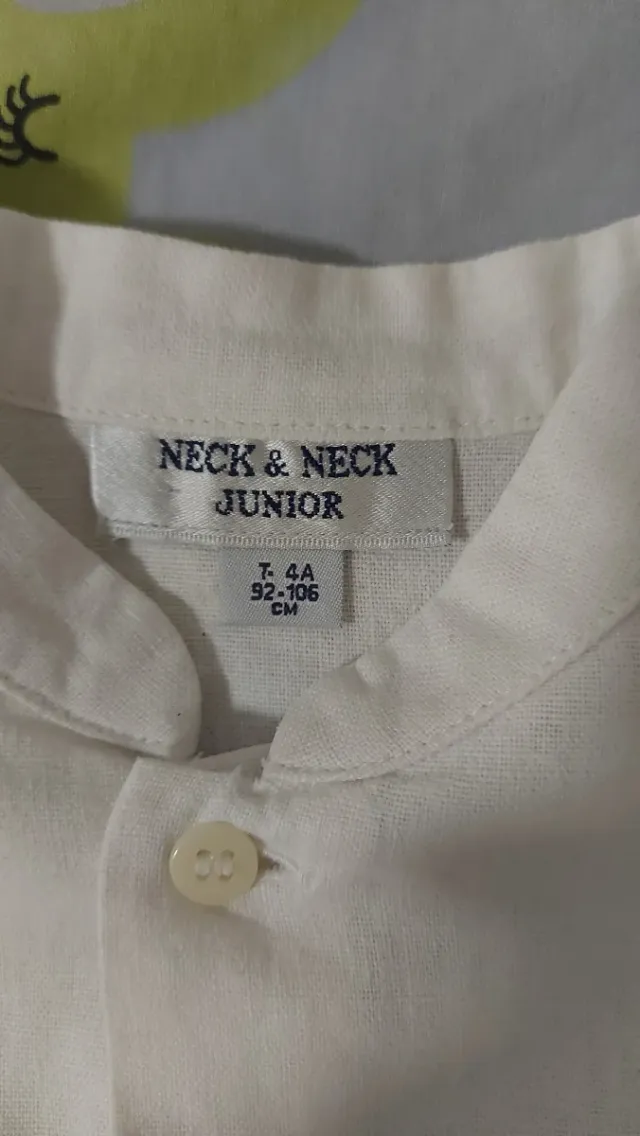 NECK & NECK
JUNIOR
T- 4A
92-106
CM